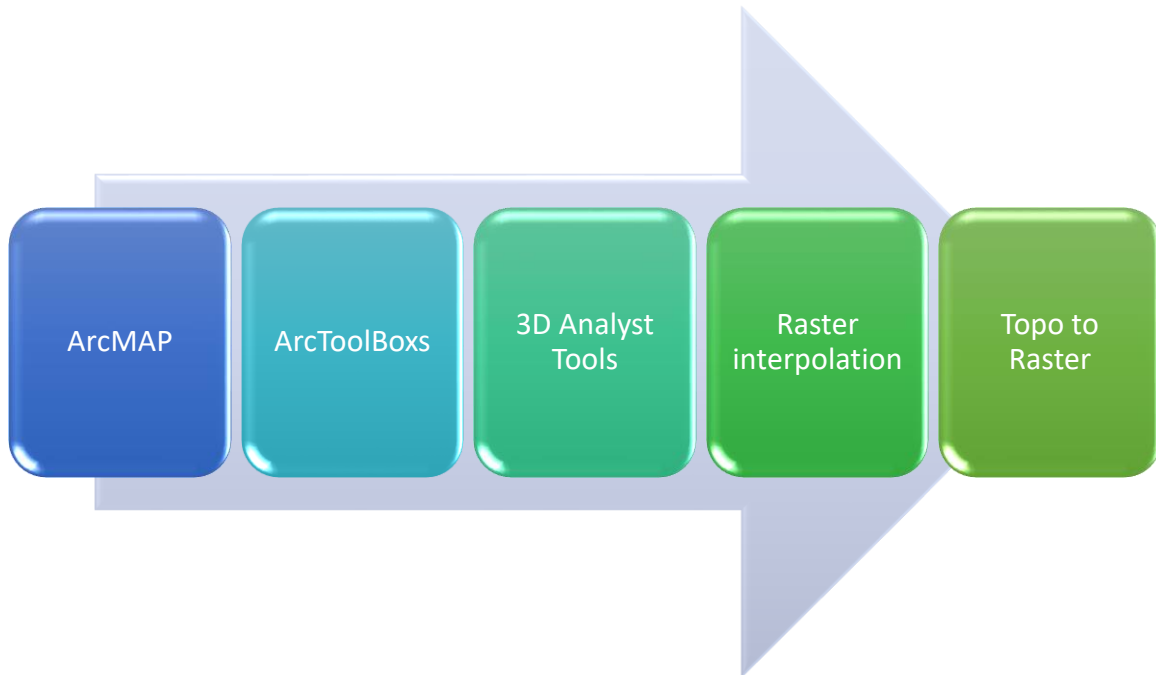 ArcMAP
ArcToolBoxs
3D Analyst
Tools
Raster
interpolation
Topo to
Raster